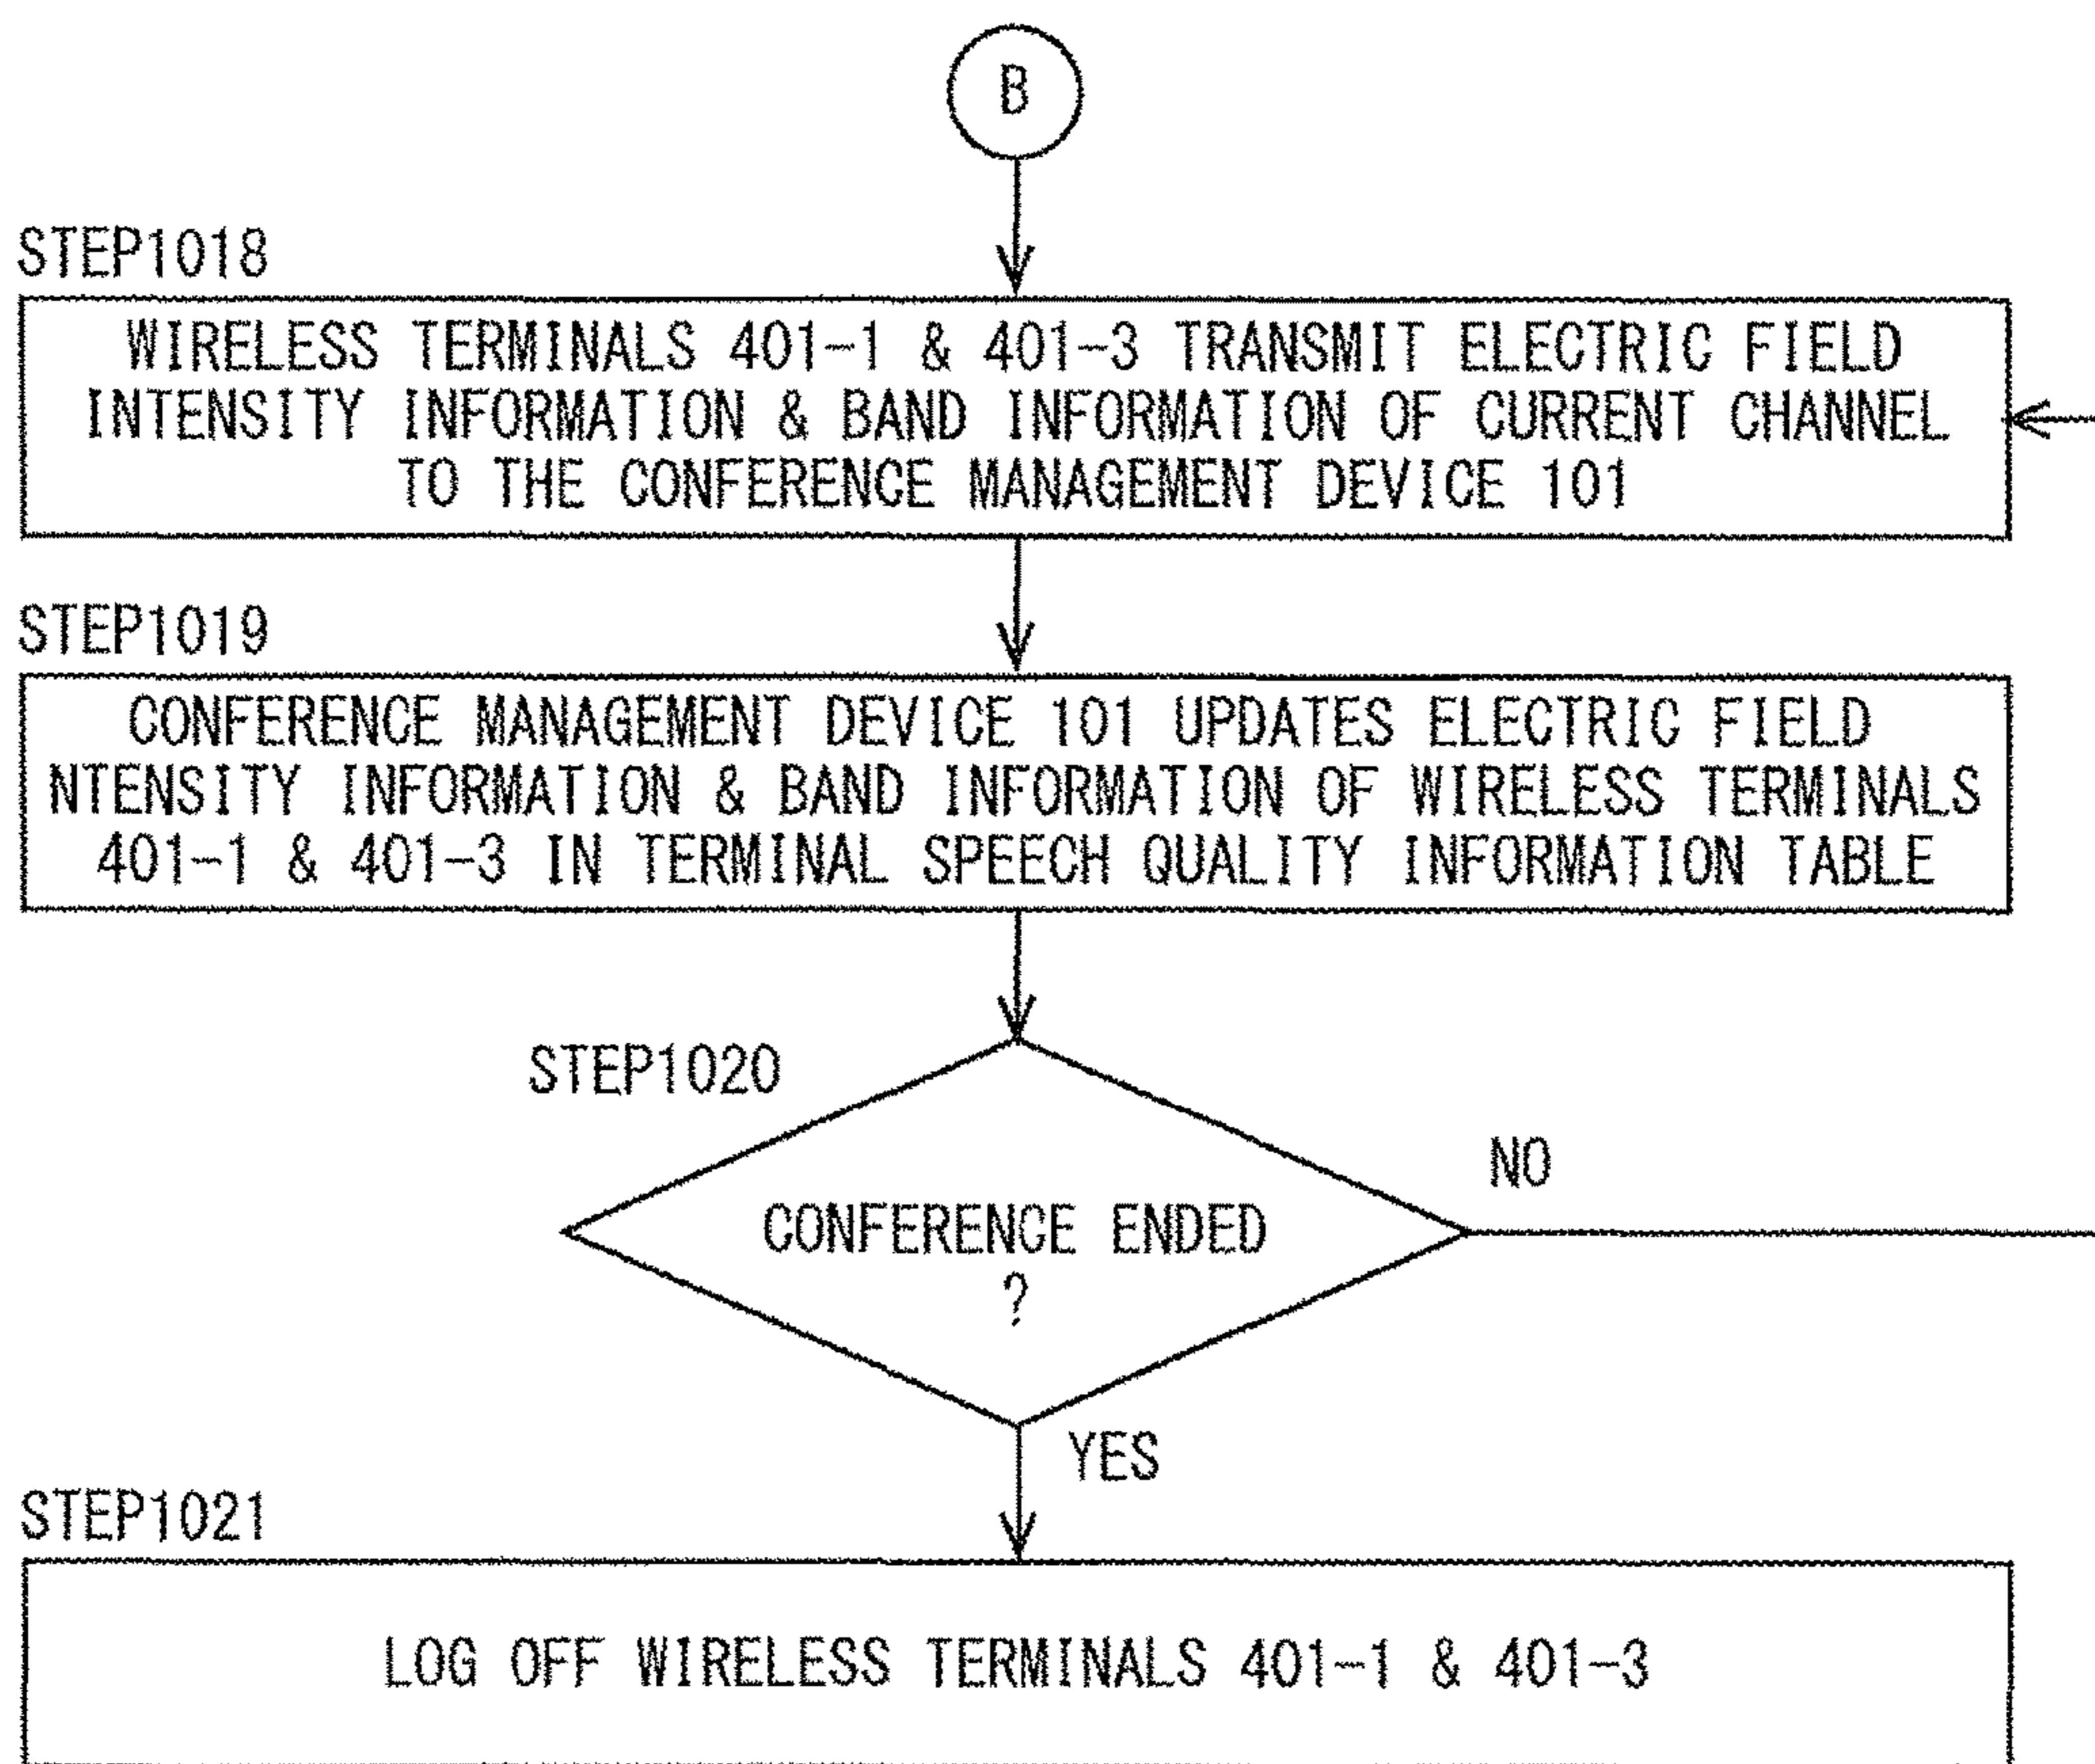 B
STEP1018
WIRELESS TERMINALS 401-1 & 401-3 TRANSMIT ELECTRIC FIELD
INTENSITY INFORMATION & BAND INFORMATION OF CURRENT CHANNEL
TO THE CONFERENCE MANAGEMENT DEVICE 101
STEP1019
CONFERENCE MANAGEMENT DEVICE 101 UPDATES ELECTRIC FIELD
NTENSITY INFORMATION & BAND INFORMATION OF WIRELESS TERMINALS
401-1 & 401-3 IN TERMINAL SPEECH QUALITY INFORMATION TABLE
STEP1020
CONFERENCE ENDED
?
NO
YES
STEP1021
LOG OFF WIRELESS TERMINALS 401-1 & 401-3